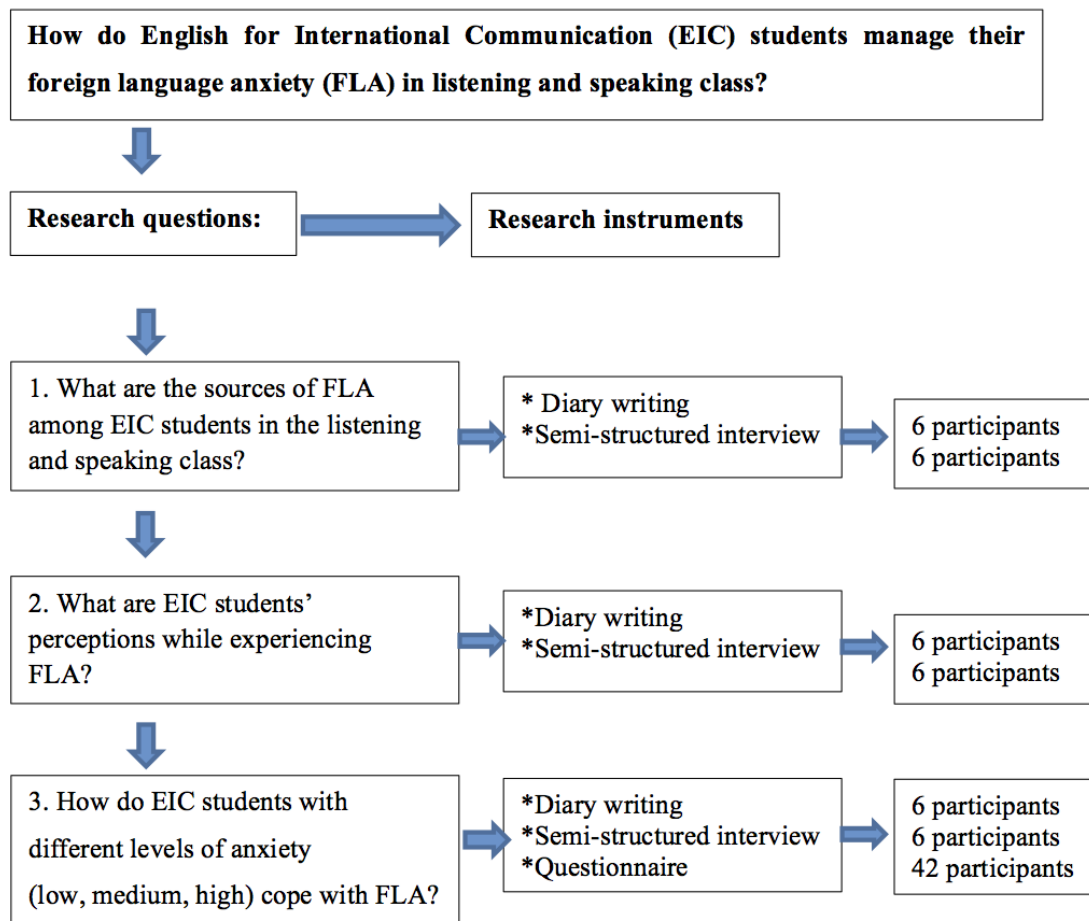 How do English for International Communication (EIC) students manage their
foreign language anxiety (FLA) in listening and speaking class?
Research questions:
Research instruments
1. What are the sources of FLA
among EIC students in the listening
and speaking class?
* Diary writing
*Semi-structured interview
6 participants
6 participants
2. What are EIC students’
perceptions while experiencing
FLA?
*Diary writing
*Semi-structured interview
6 participants
6 participants
3. How do EIC students with
different levels of anxiety
(low, medium, high) cope with FLA?
*Diary writing
*Semi-structured interview
*Questionnaire
6 participants
6 participants
42 participants